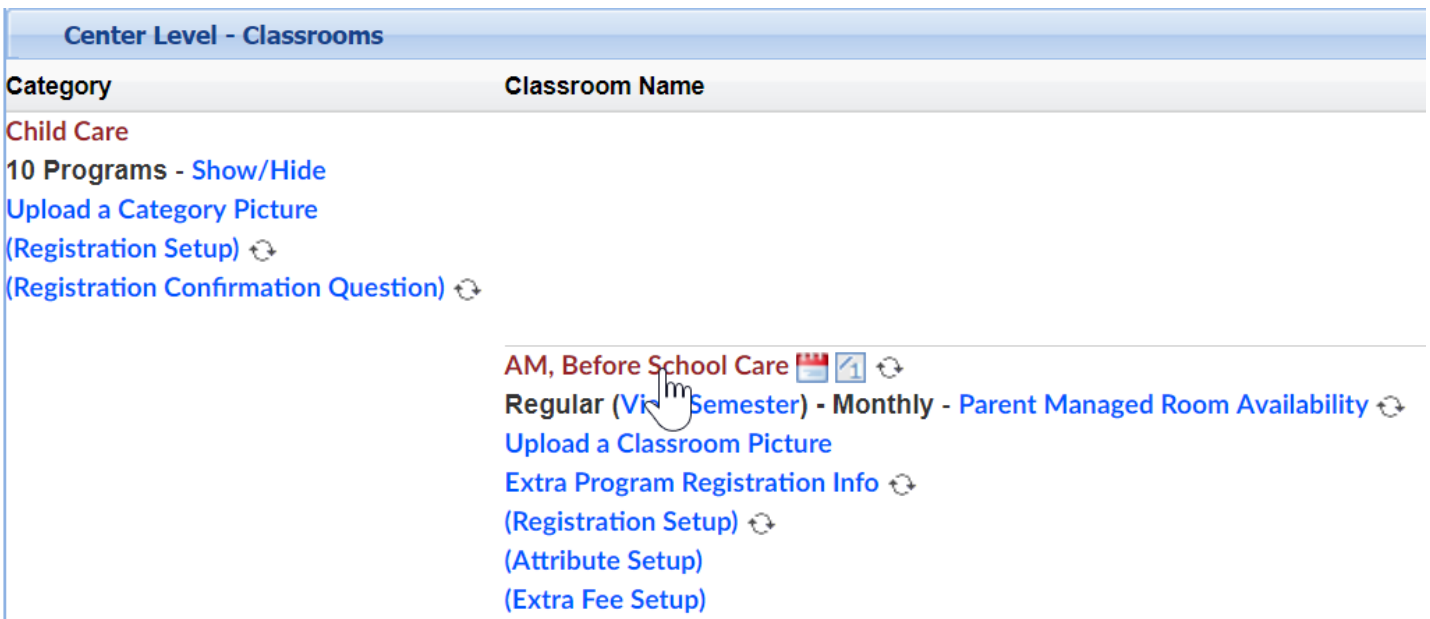 Center Level - Classrooms
Category Classroom Name
Child Care
10 Programs - Show/Hide
Upload a Category Picture
(Registration Setup)
(Registration Confirmation Question)
AM, Before School Care
Regular (View Semester) - Monthly - Parent Managed Room Availability
Upload a Classroom Picture
Extra Program Registration Info
(Registration Setup)
(Attribute Setup)
(Extra Fee Setup)